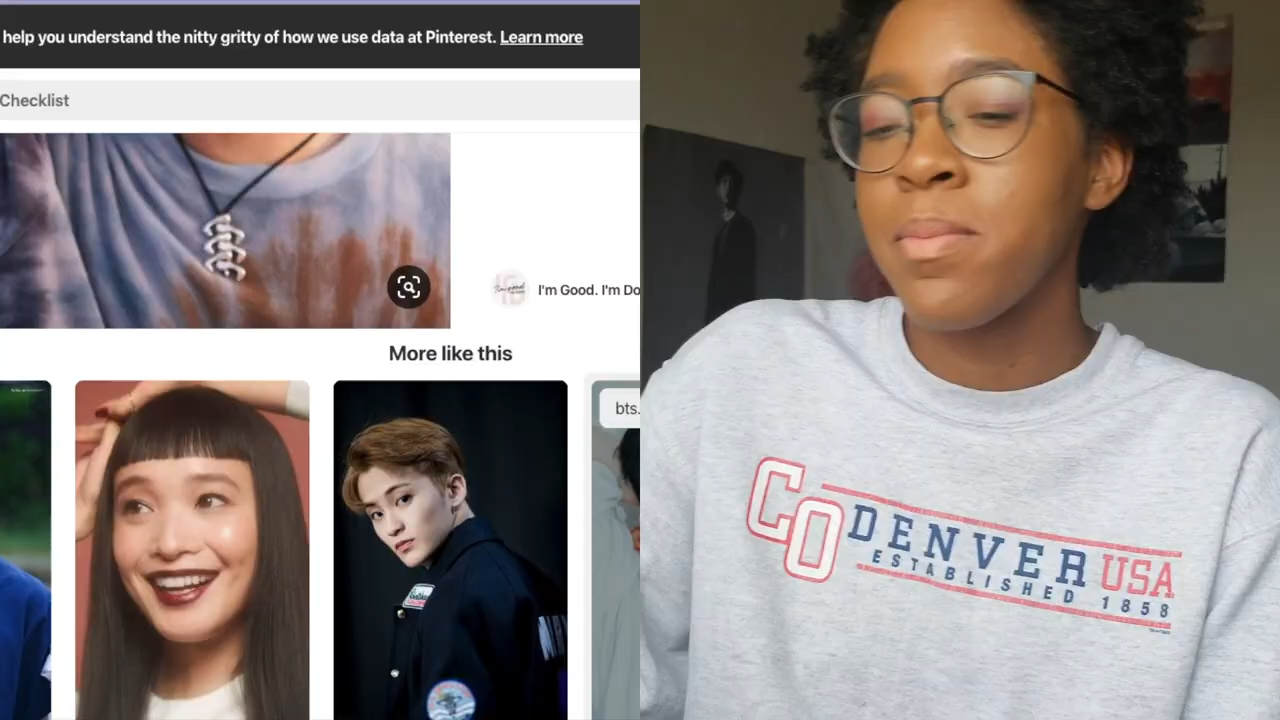 help you understand the nitty gritty of how we use data at Pinterest. Learn more
Checklist
I'm Good. I'm Do
More like this
bts.
CO DENVER USA
ESTABLISHED 1858